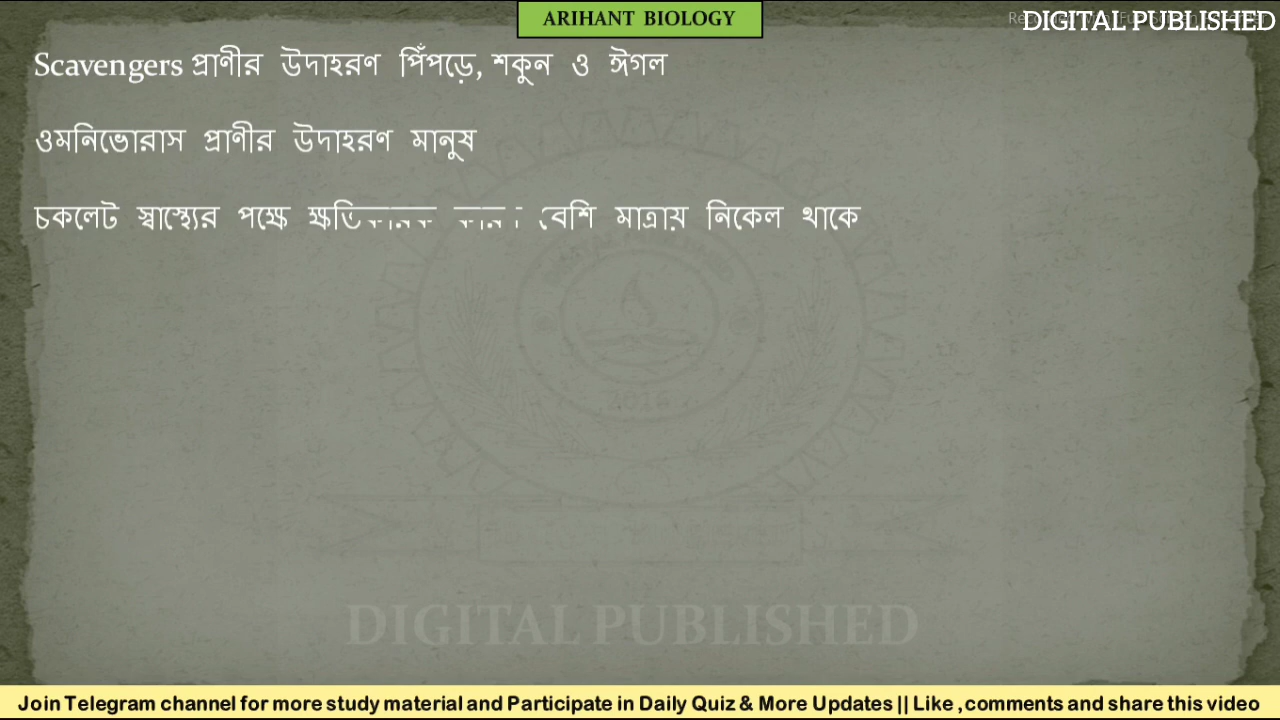 ARIHANT BIOLOGY
DIGITAL PUBLISHED
Scavengers প্রাণীর উদাহরণ পিঁপড়ে, শকুন ও ঈগল
ওমনিভোরাস প্রাণীর উদাহরণ মানুষ
চকলেট স্বাস্থ্যের পক্ষে বেশি মাত্রায় নিকেল থাকে
2016
DIGITAL PUBLISHED
Join Telegram channel for more study material and Participate in Daily Quiz & More Updates || Like ,comments and share this video